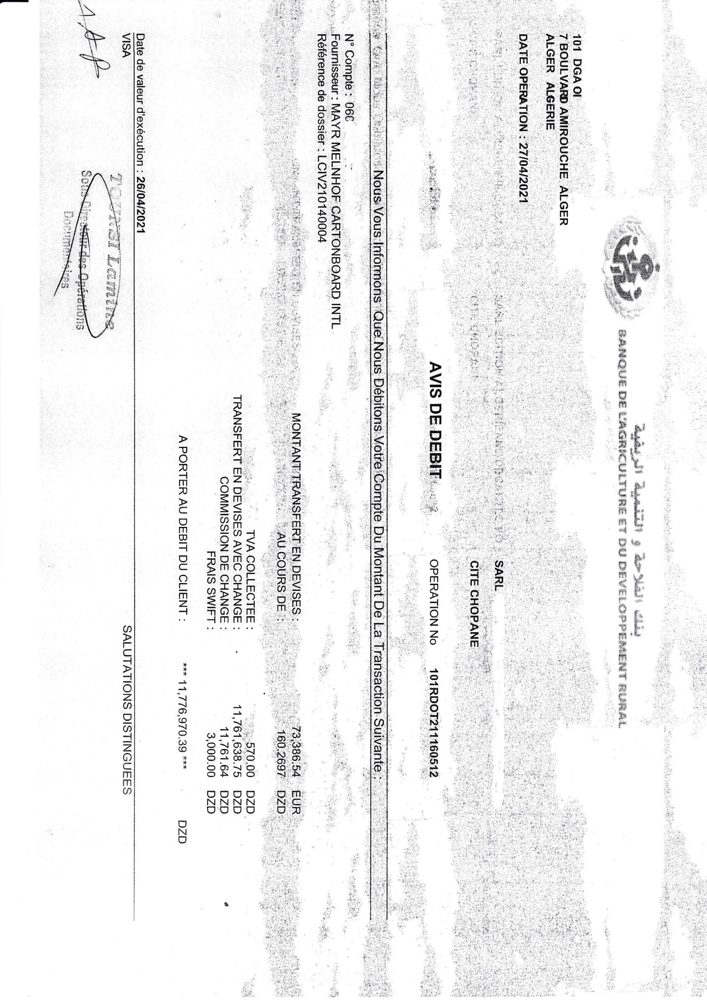 بنك الفلاحة و التنمية الريفية
BANQUE DE L'AGRICULTURE ET DU DEVELOPPEMENT RURAL
101 DGA OI
7 BOULVARD AMIROUCHE ALGER
ALGER ALGERIE
DATE OPERATION : 27/04/2021
SARL
CITE CHOPANE
AVIS DE DEBIT
OPERATION No 101RDOT211160512
Nous Vous Informons Que Nous Débitons Votre Compte Du Montant De La Transaction Suivante :
N° Compte : 060
Fournisseur : MAYR MELNHOF CARTONBOARD INTL
Référence de dossier : LCIV210140004
MONTANT TRANSFERT EN DEVISES : 73,386.54 EUR
AU COURS DE : 160.2697 DZD
TVA COLLECTEE : 570.00 DZD
TRANSFERT EN DEVISES AVEC CHANGE : 11,761,638.75 DZD
COMMISSION DE CHANGE : 11,761.64 DZD
FRAIS SWIFT : 3,000.00 DZD
A PORTER AU DEBIT DU CLIENT : *** 11,776,970.39 *** DZD
Date de valeur d'exécution : 26/04/2021
VISA
SALUTATIONS DISTINGUEES
TOUNSI Lamine
Sous Directeur des Opérations
Documentaires